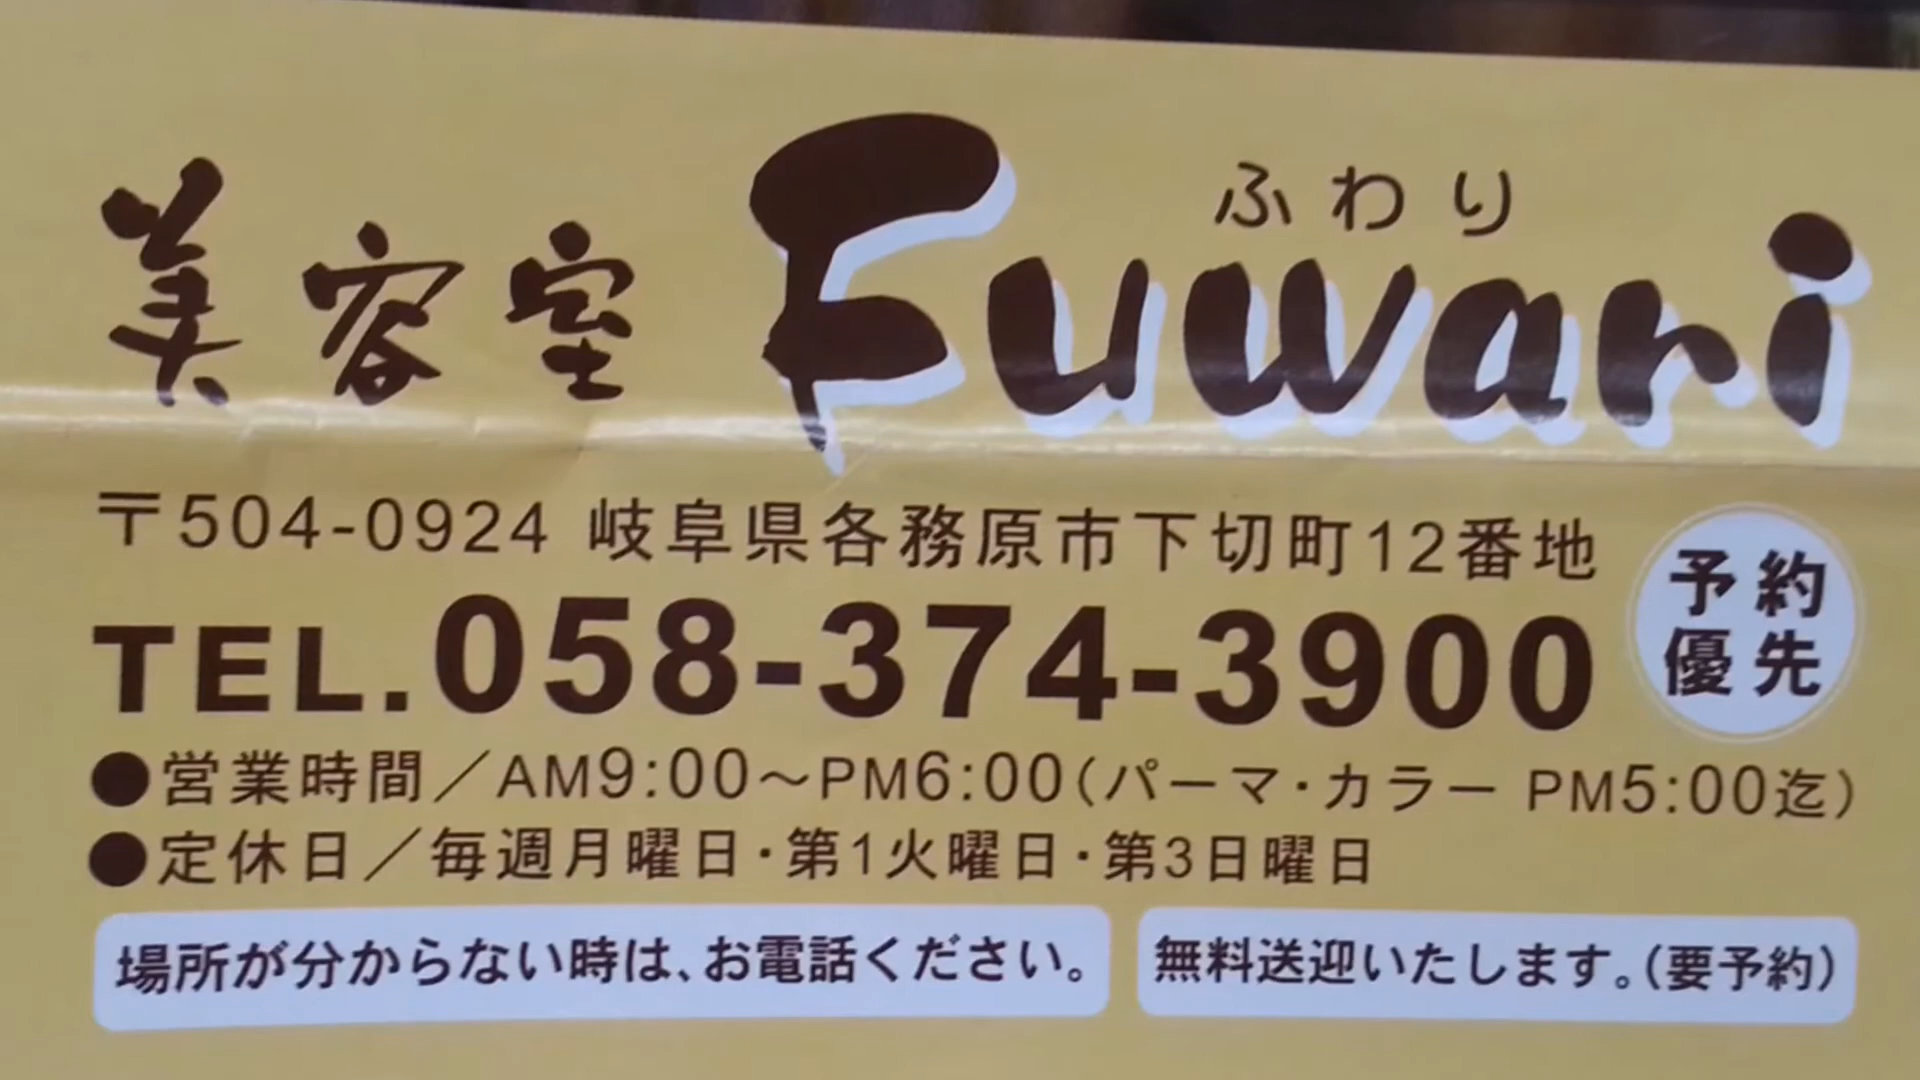 ふわり
美容室 Fuwari
〒504-0924 岐阜県各務原市下切町12番地
TEL.058-374-3900
予約
優先
●営業時間／AM9:00～PM6:00(パーマ・カラー PM5:00迄)
●定休日／毎週月曜日・第1火曜日・第3日曜日
場所が分からない時は、お電話ください。
無料送迎いたします。(要予約)